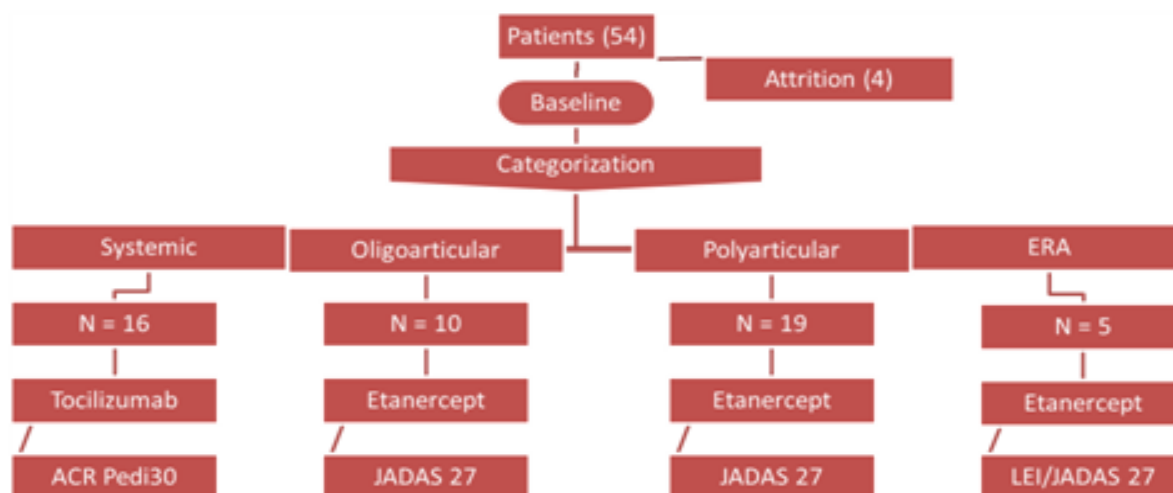 Patients (54)
Attrition (4)
Baseline
Categorization
Systemic
Oligoarticular
Polyarticular
ERA
N = 16
N = 10
N = 19
N = 5
Tocilizumab
Etanercept
Etanercept
Etanercept
ACR Pedi30
JADAS 27
JADAS 27
LEI/JADAS 27